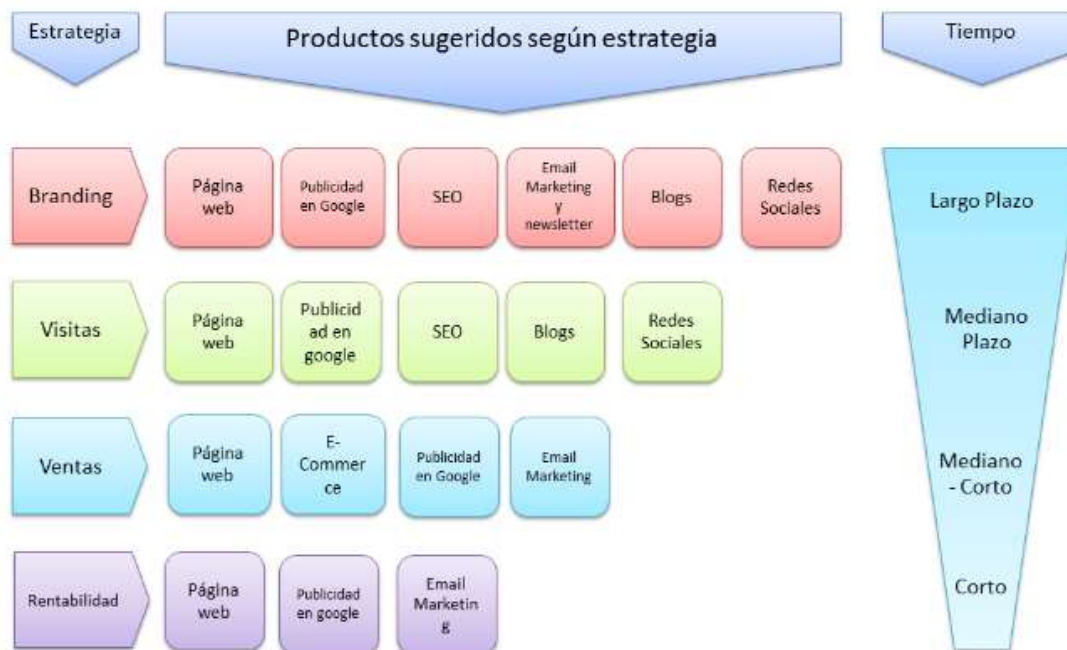 Estrategia
Productos sugeridos según estrategia
Tiempo
Branding
Página
web
Publicidad
en Google
SEO
Email
Marketing
y
newsletter
Blogs
Redes
Sociales
Largo Plazo
Visitas
Página
web
Publicid
ad en
google
SEO
Blogs
Redes
Sociales
Mediano
Plazo
Ventas
Página
web
E-
Commer
ce
Publicidad
en Google
Email
Marketing
Mediano
- Corto
Rentabilidad
Página
web
Publicidad
en google
Email
Marketin
g
Corto